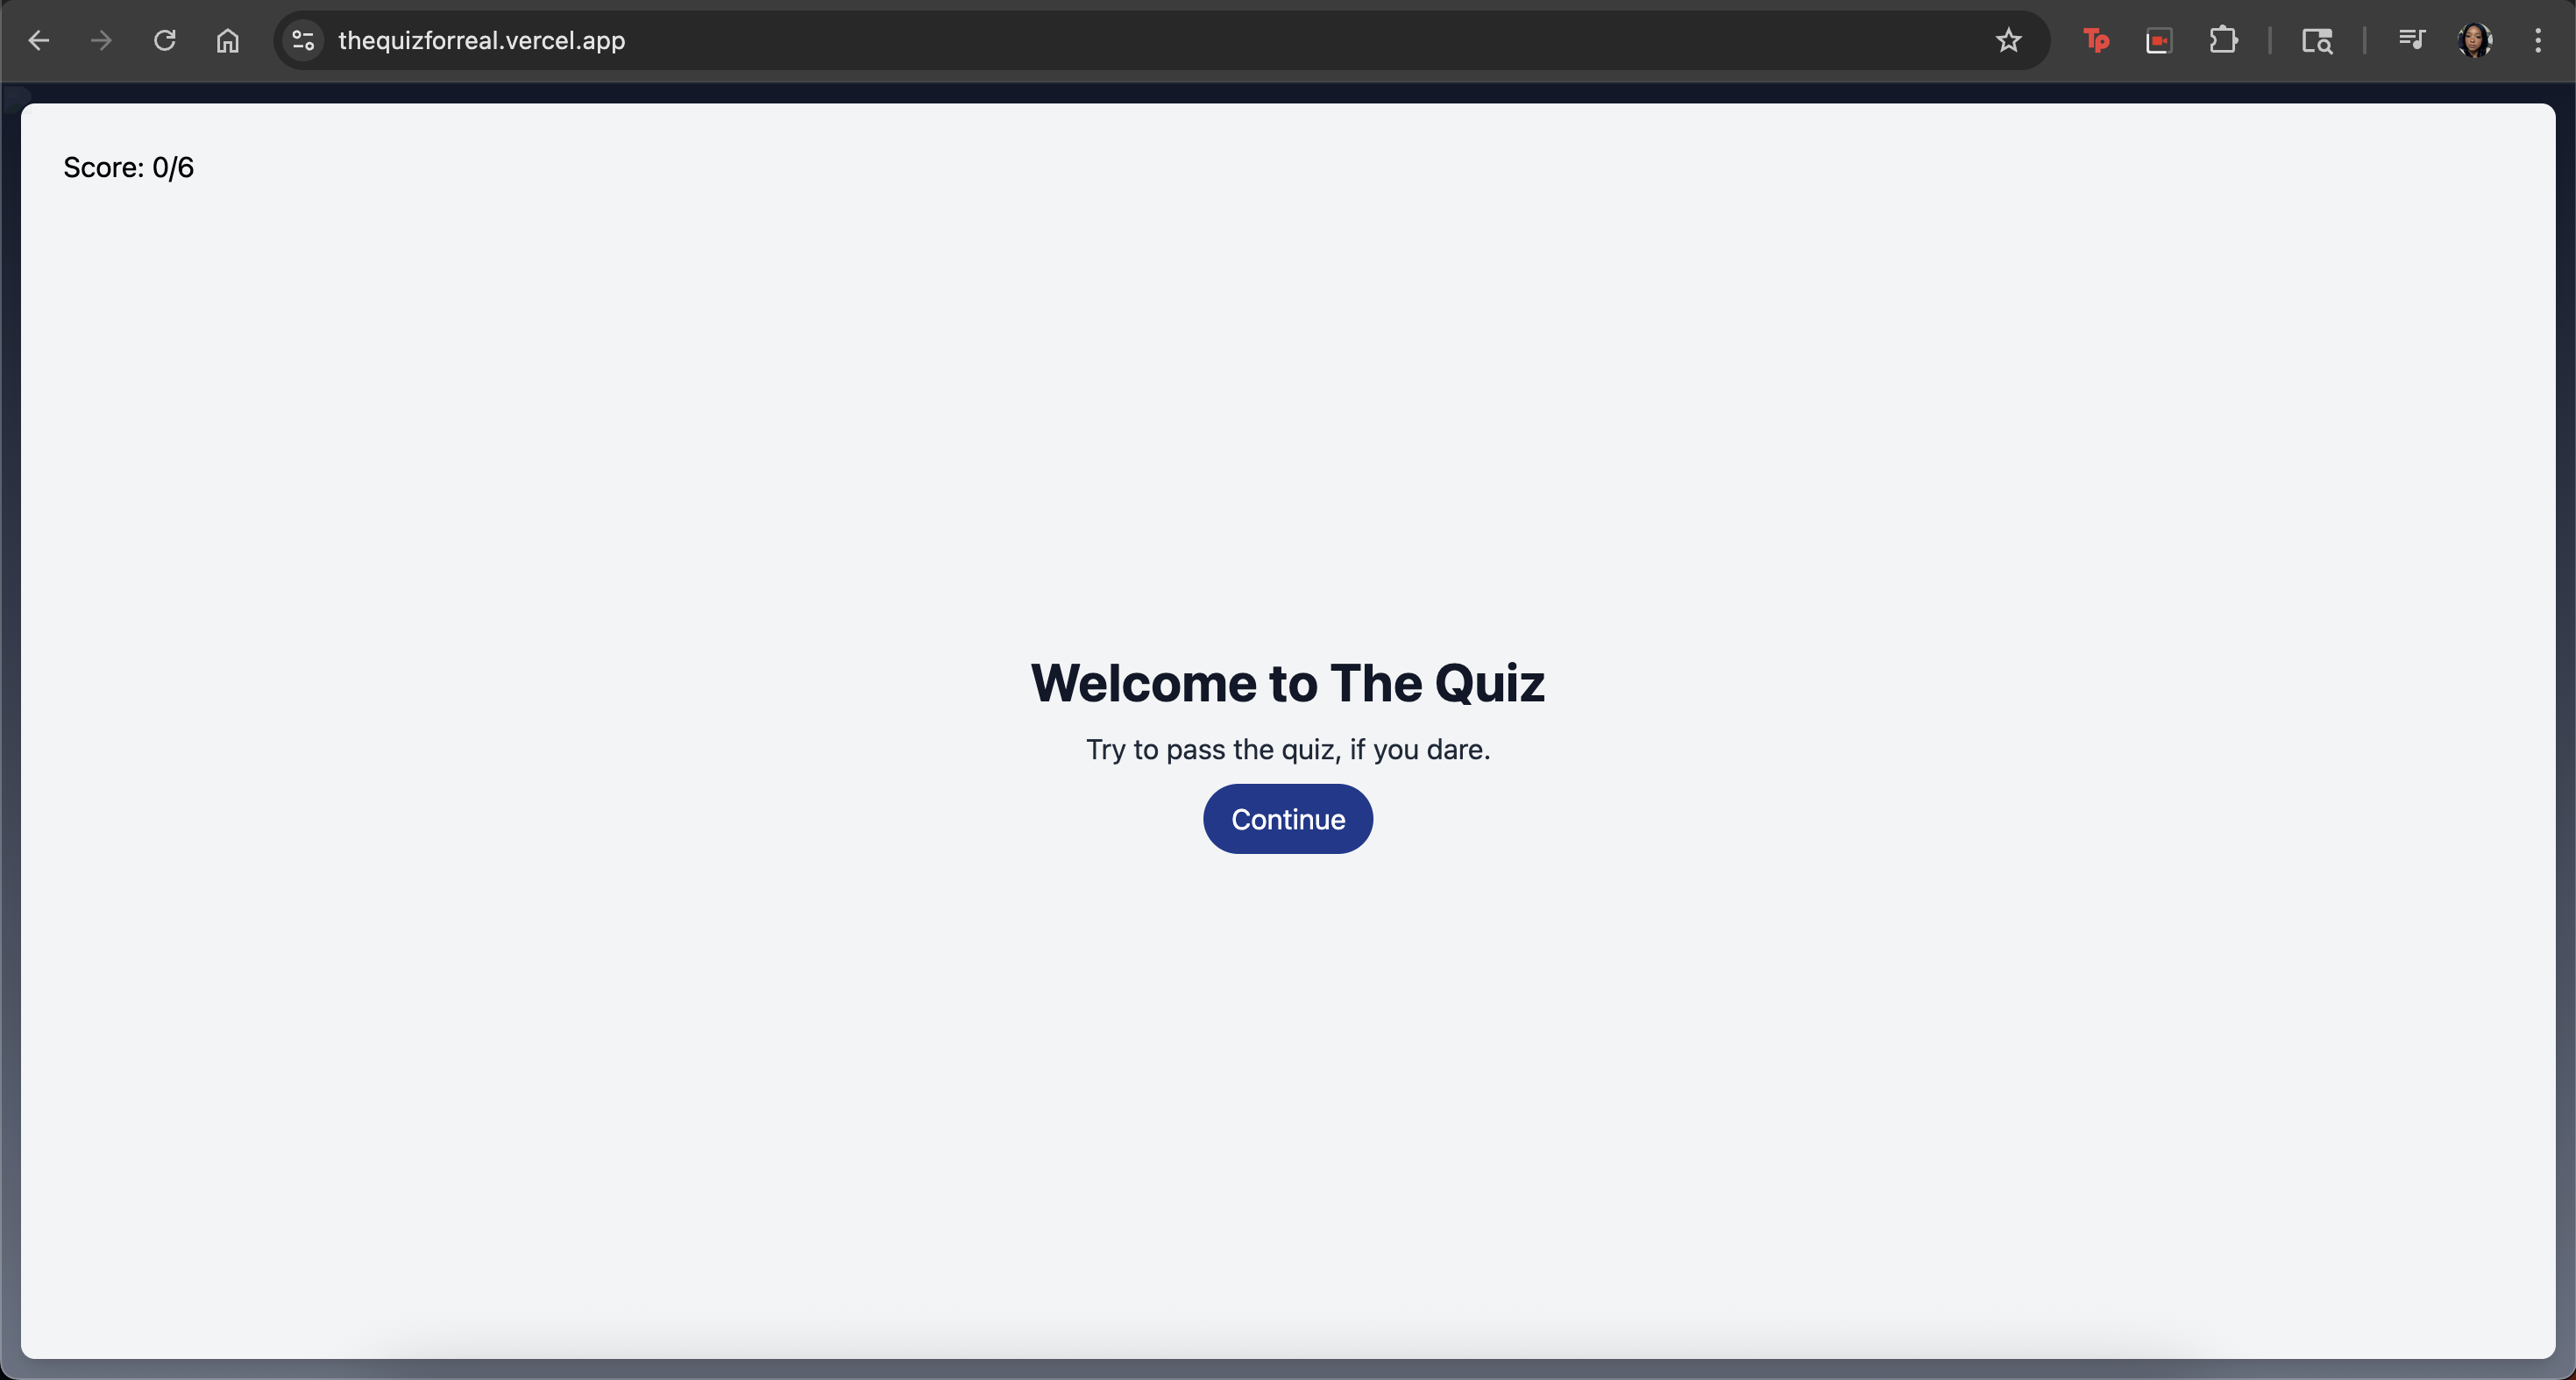 thequizforreal.vercel.app
Tp
Score: 0/6
Welcome to The Quiz
Try to pass the quiz, if you dare.
Continue